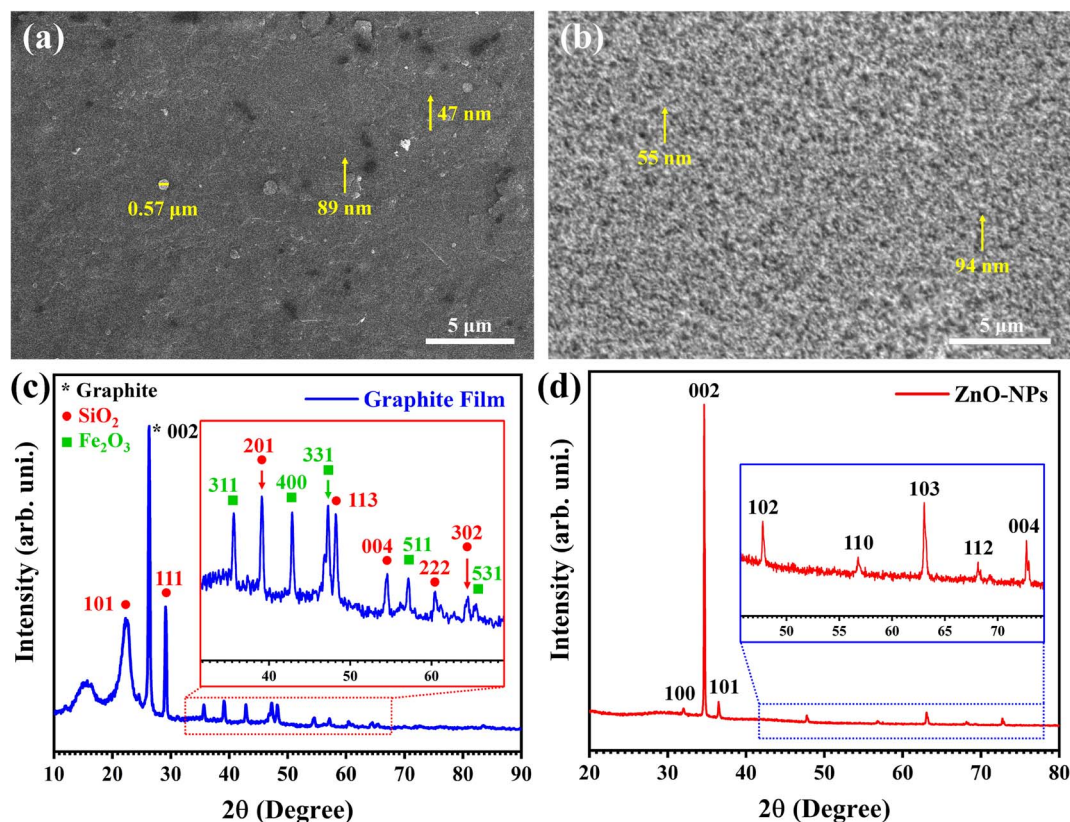 (a)
47 nm
0.57 µm
89 nm
5 µm
(b)
55 nm
94 nm
5 µm
(c)
* Graphite
● SiO₂
■ Fe₂O₃
Graphite Film
* 002
101
111
201
331
311
400
113
004
511
302
222
531
40 50 60
Intensity (arb. uni.)
10 20 30 40 50 60 70 80 90
2θ (Degree)
(d)
002
ZnO-NPs
102
110
103
112
004
50 55 60 65 70
100
101
Intensity (arb. uni.)
20 30 40 50 60 70 80
2θ (Degree)